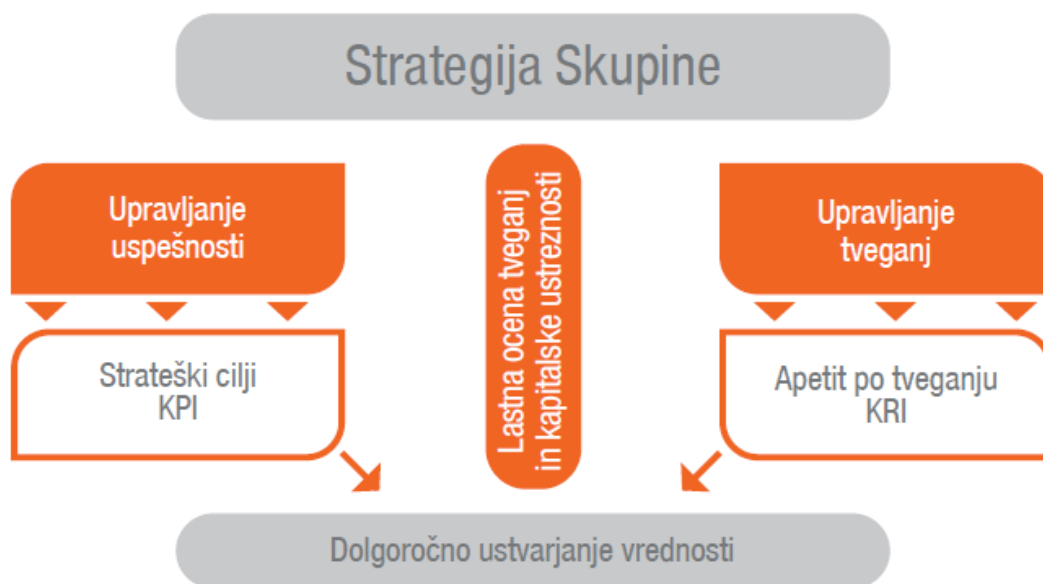 Strategija Skupine
Upravljanje
uspešnosti
Strateški cilji
KPI
Lastna ocena tveganj
in kapitalske ustreznosti
Upravljanje
tveganj
Apetit po tveganju
KRI
Dolgoročno ustvarjanje vrednosti